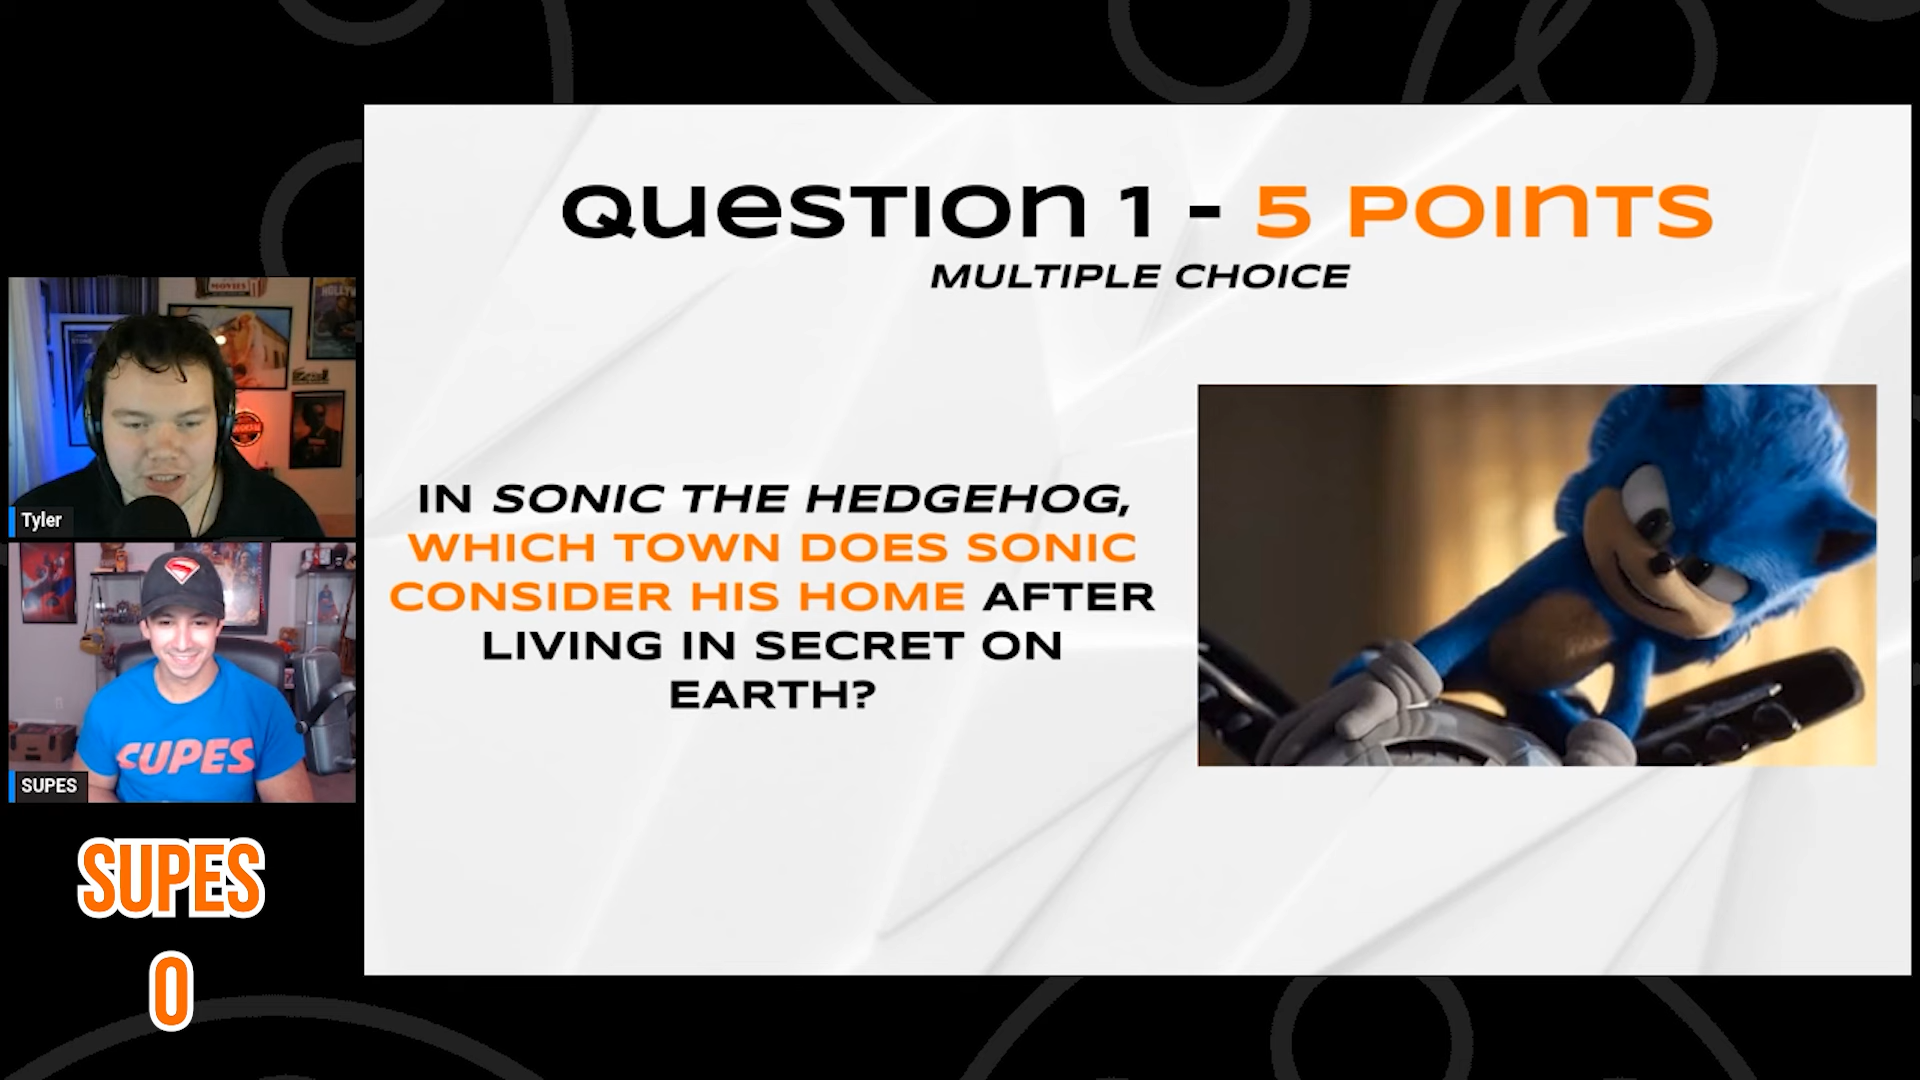 QUESTION 1 - 5 POINTS
MULTIPLE CHOICE
IN SONIC THE HEDGEHOG,
WHICH TOWN DOES SONIC
CONSIDER HIS HOME AFTER
LIVING IN SECRET ON
EARTH?
MOVIES
Tyler
SUPES
SUPES
SUPES
0